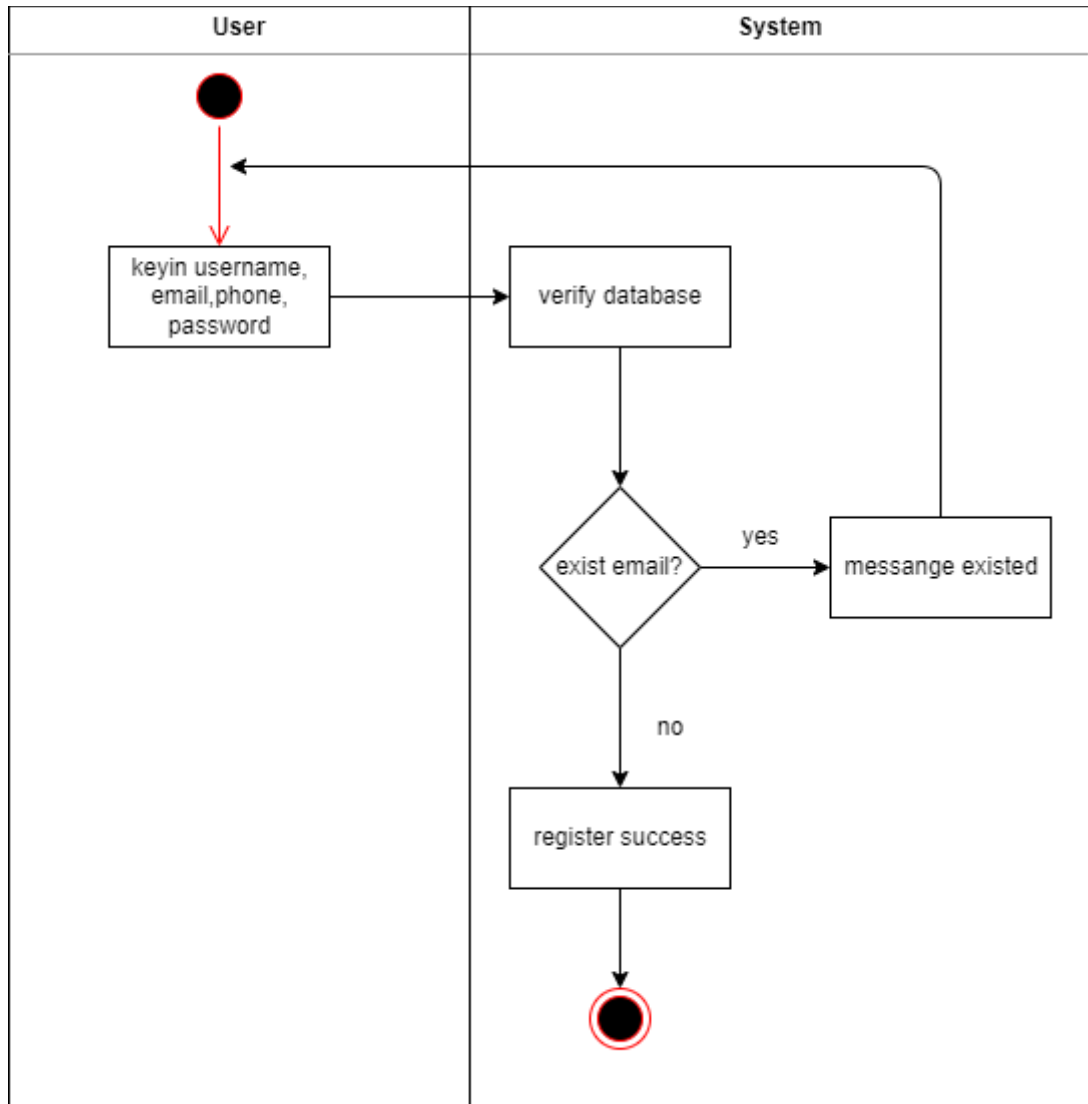 User
System
keyin username,
email,phone,
password
verify database
exist email?
yes
messange existed
no
register success